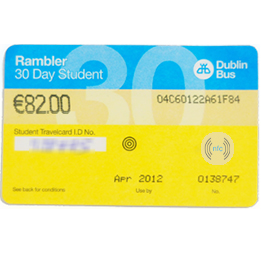 Rambler
30 Day Student
30
Dublin
Bus
€82.00
04C60122A61F84
Student Travelcard I.D No.
nfc
Apr 2012
0138747
See back for conditions
Use by
No.